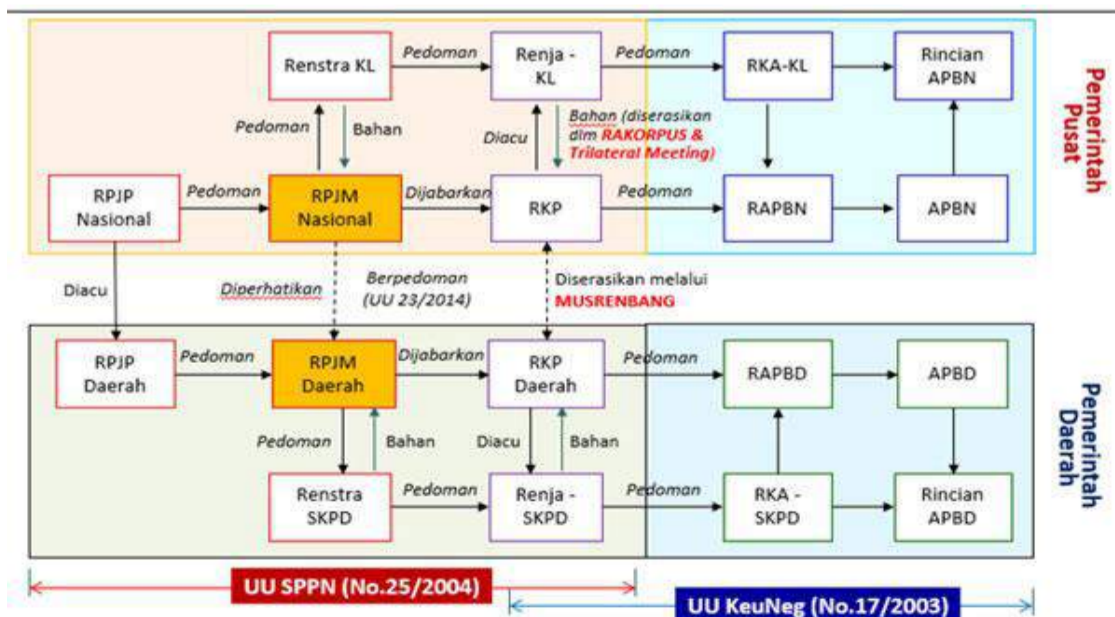 Renstra KL
Pedoman
Renja -
KL
Pedoman
RKA-KL
Rincian
APBN
Pedoman
Bahan
Diacu
Bahan (diserasikan
dlm RAKORPUS &
Trilateral Meeting)
RPJP
Nasional
Pedoman
RPJM
Nasional
Dijabarkan
RKP
Pedoman
RAPBN
APBN
Pemerintah
Pusat
Diacu
Diperhatikan
Berpedoman
(UU 23/2014)
Diserasikan melalui
MUSRENBANG
RPJP
Daerah
Pedoman
RPJM
Daerah
Dijabarkan
RKP
Daerah
Pedoman
RAPBD
APBD
Pedoman
Bahan
Diacu
Bahan
Renstra
SKPD
Pedoman
Renja -
SKPD
Pedoman
RKA -
SKPD
Rincian
APBD
Pemerintah
Daerah
UU SPPN (No.25/2004)
UU KeuNeg (No.17/2003)